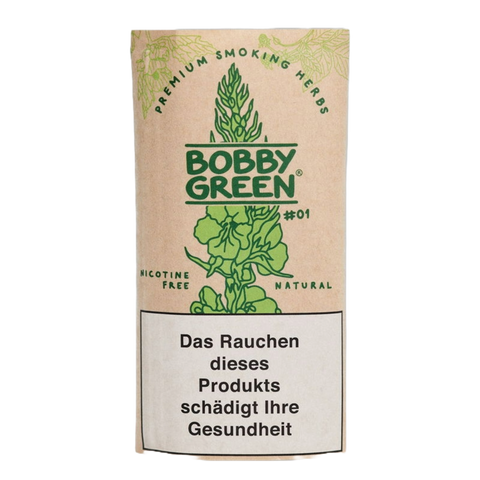 PREMIUM SMOKING HERBS
BOBBY
GREEN®
#01
NICOTINE
FREE
NATURAL
Das Rauchen
dieses
Produkts
schädigt Ihre
Gesundheit